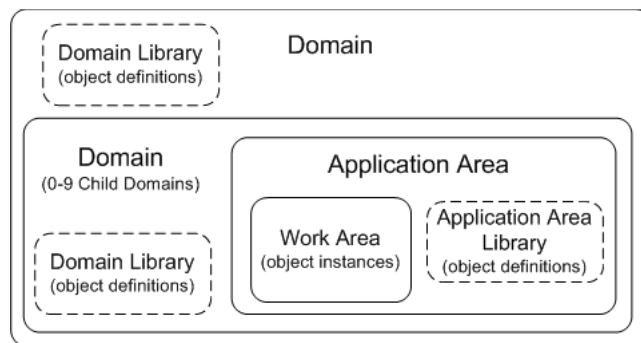 Domain Library
(object definitions)
Domain
Domain
(0-9 Child Domains)
Domain Library
(object definitions)
Application Area
Work Area
(object instances)
Application Area
Library
(object definitions)